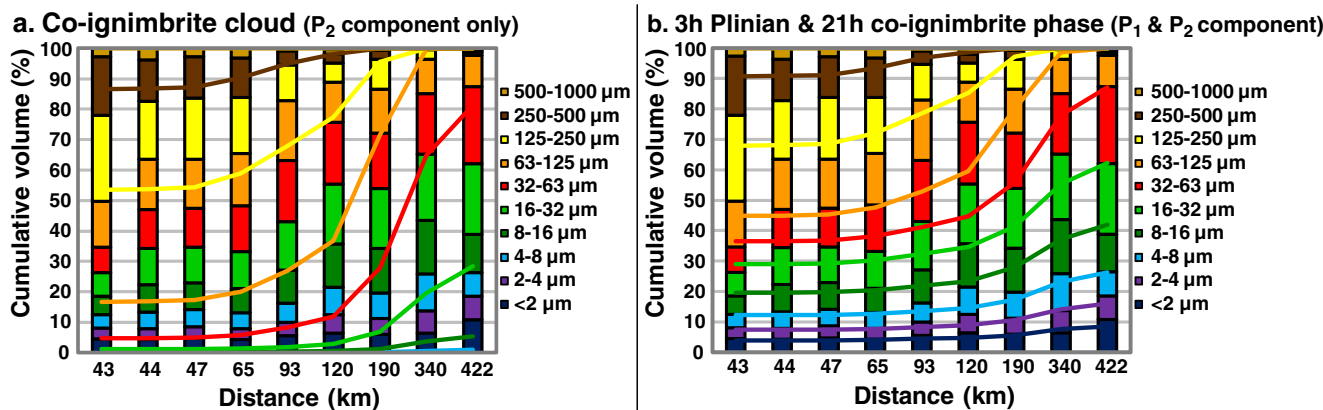 a. Co-ignimbrite cloud (P2 component only)
Cumulative volume (%)
100
90
80
70
60
50
40
30
20
10
0
43 44 47 65 93 120 190 340 422
Distance (km)
500-1000 µm
250-500 µm
125-250 µm
63-125 µm
32-63 µm
16-32 µm
8-16 µm
4-8 µm
2-4 µm
<2 µm
b. 3h Plinian & 21h co-ignimbrite phase (P1 & P2 component)
Cumulative volume (%)
100
90
80
70
60
50
40
30
20
10
0
43 44 47 65 93 120 190 340 422
Distance (km)
500-1000 µm
250-500 µm
125-250 µm
63-125 µm
32-63 µm
16-32 µm
8-16 µm
4-8 µm
2-4 µm
<2 µm